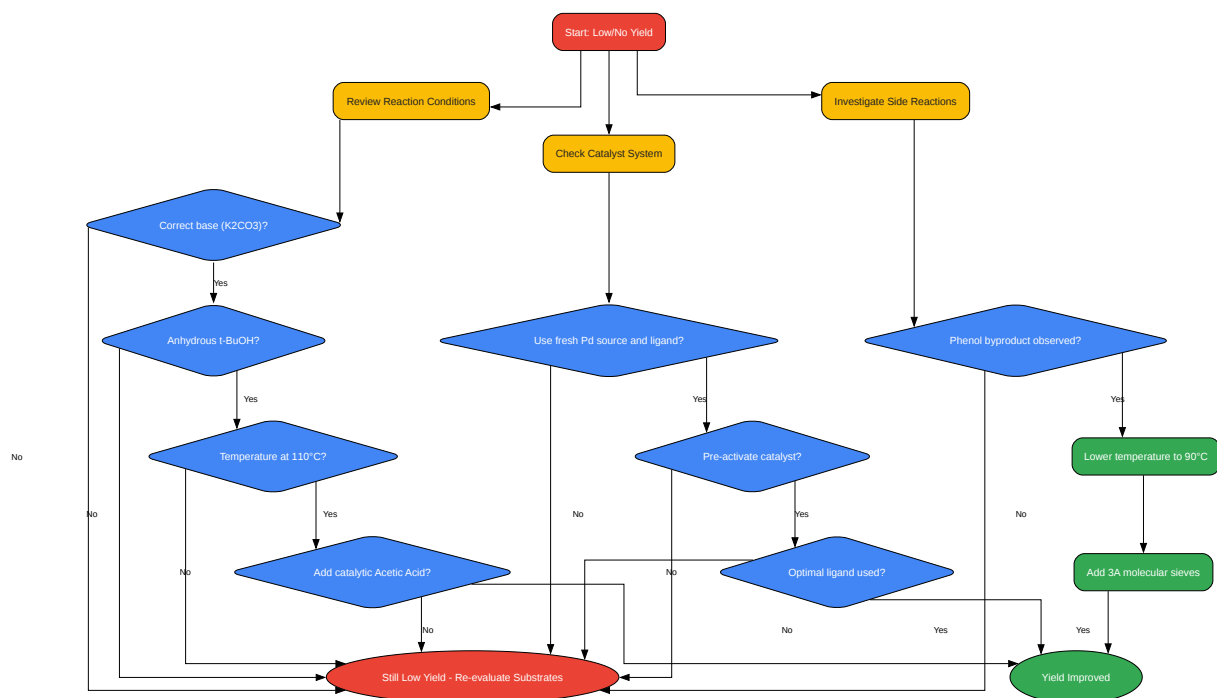 Start: Low/No Yield
Review Reaction Conditions
Investigate Side Reactions
Check Catalyst System
Correct base (K2CO3)?
Yes
Anhydrous t-BuOH?
Use fresh Pd source and ligand?
Phenol byproduct observed?
Yes
Yes
Yes
No
Temperature at 110°C?
Pre-activate catalyst?
Lower temperature to 90°C
No
Yes
No
Yes
No
No
Add catalytic Acetic Acid?
No
Optimal ligand used?
Add 3A molecular sieves
No
No
Yes
Yes
Still Low Yield - Re-evaluate Substrates
Yield Improved